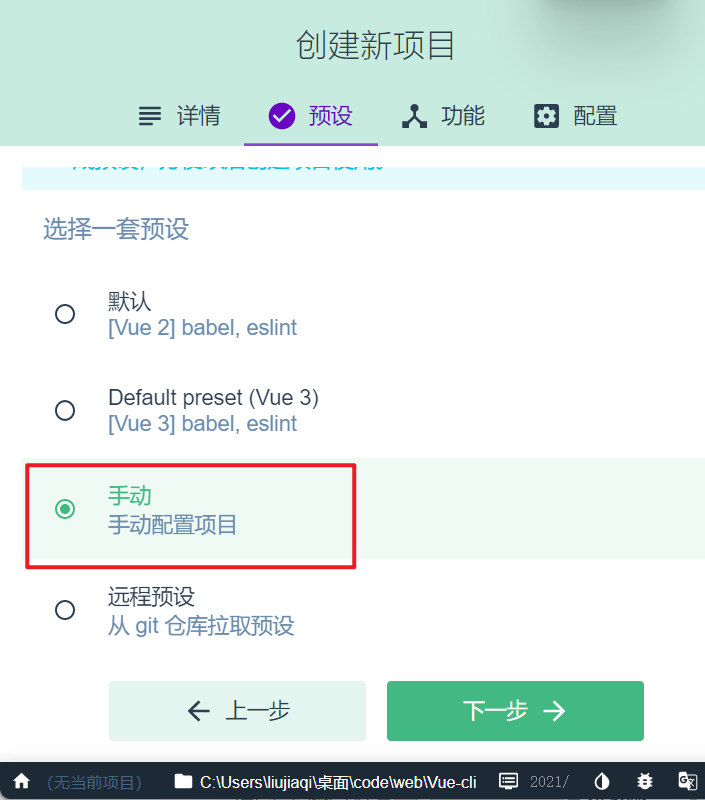 创建新项目
详情 预设 功能 配置
选择一套预设
默认
[Vue 2] babel, eslint
Default preset (Vue 3)
[Vue 3] babel, eslint
手动
手动配置项目
远程预设
从 git 仓库拉取预设
上一步 下一步
(无当前项目) C:\Users\liujiaqi\桌面\code\web\Vue-cli 2021/